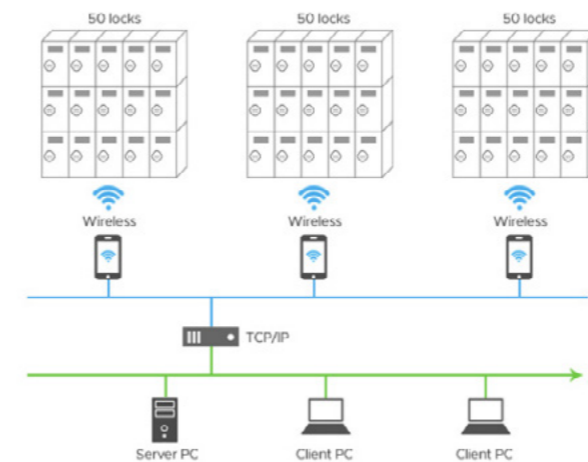 50 locks
50 locks
50 locks
Wireless
Wireless
Wireless
TCP/IP
Server PC
Client PC
Client PC